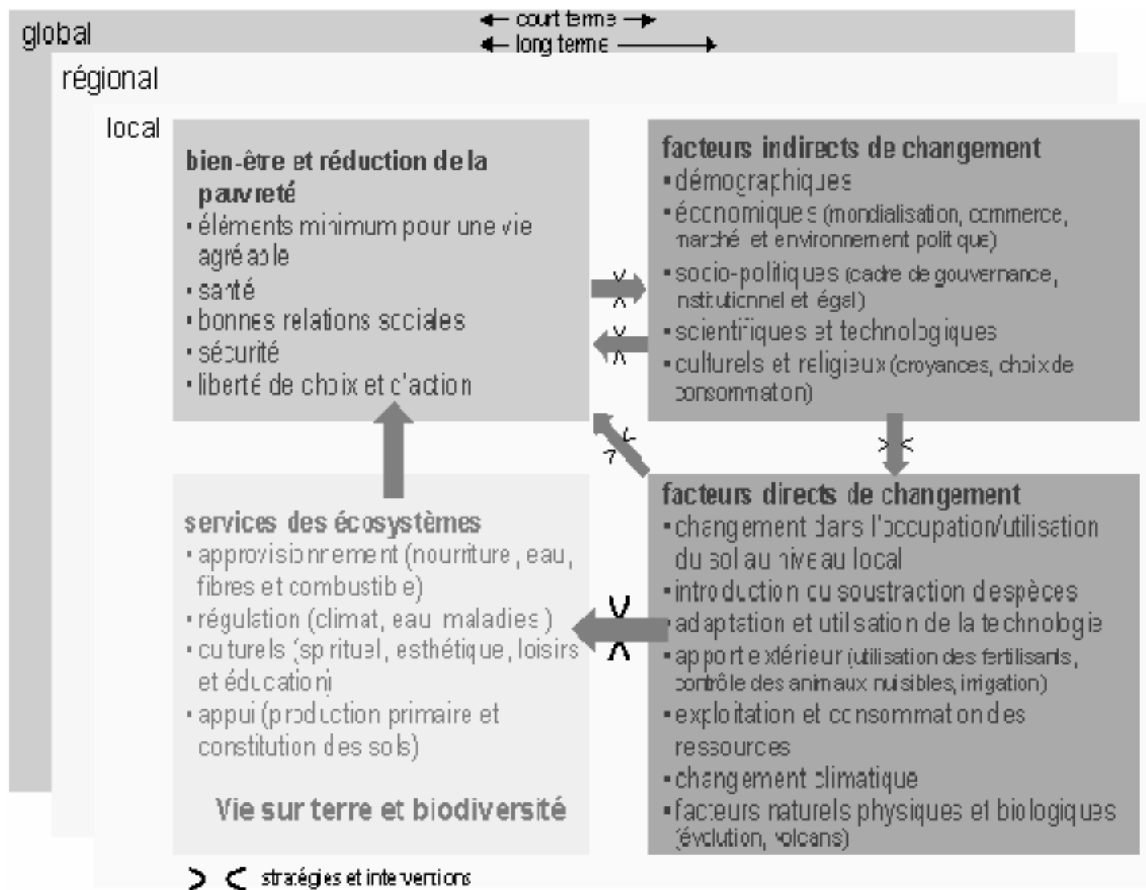 court terme
long terme
global
régional
local
bien-être et réduction de la
pauvreté
• éléments minimum pour une vie
agréable
• santé
• bonnes relations sociales
• sécurité
• liberté de choix et d'action
facteurs indirects de changement
• démographiques
• économiques (mondialisation, commerce,
marché et environnement politique)
• socio-politiques (cadre de gouvernance,
institutionnel et légal)
• scientifiques et technologiques
• culturels et religieux (croyances, choix de
consommation)
services des écosystèmes
• approvisionnement (nourriture, eau,
fibres et combustible)
• régulation (climat, eau, maladies)
• culturels (spirituel, esthétique, loisirs
et éducation)
• appui (production primaire et
constitution des sols)
Vie sur terre et biodiversité
facteurs directs de changement
• changement dans l'occupation/utilisation
du sol au niveau local
• introduction ou soustraction d'espèces
• adaptation et utilisation de la technologie
• apport extérieur (utilisation des fertilisants,
contrôle des animaux nuisibles, irrigation)
• exploitation et consommation des
ressources
• changement climatique
• facteurs naturels physiques et biologiques
(évolution, volcans)
stratégies et interventions